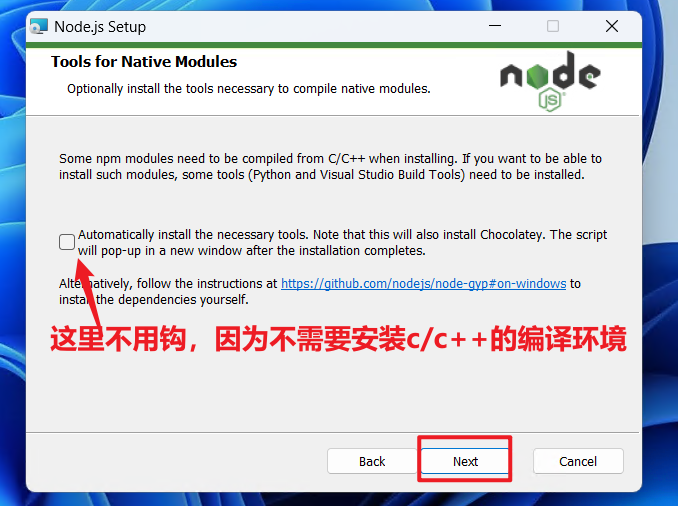 Node.js Setup
Tools for Native Modules
Optionally install the tools necessary to compile native modules.
node
JS
Some npm modules need to be compiled from C/C++ when installing. If you want to be able to
install such modules, some tools (Python and Visual Studio Build Tools) need to be installed.
Automatically install the necessary tools. Note that this will also install Chocolatey. The script
will pop-up in a new window after the installation completes.
Alternatively, follow the instructions at https://github.com/nodejs/node-gyp#on-windows to
install the dependencies yourself.
这里不用钩，因为不需要安装c/c++的编译环境
Back
Next
Cancel